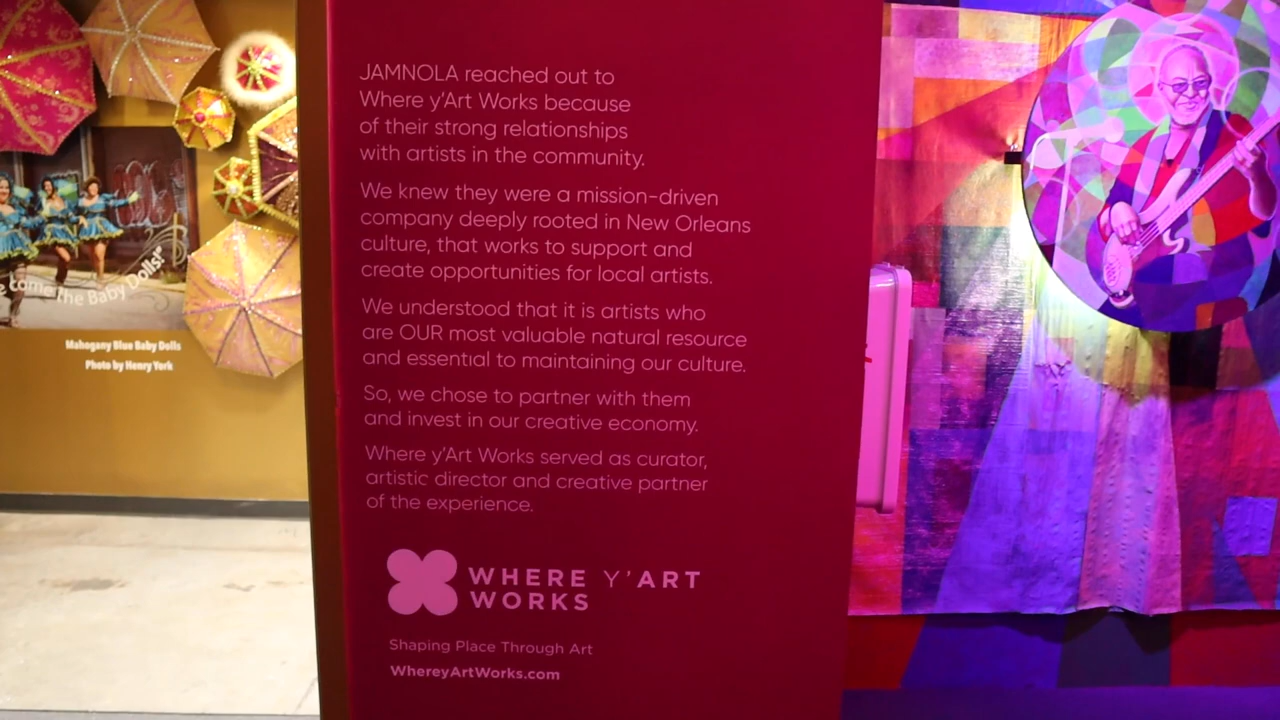 e came the Baby Dolls!"
Mahogany Blue Baby Dolls
Photo by Henry York
JAMNOLA reached out to
Where y'Art Works because
of their strong relationships
with artists in the community.
We knew they were a mission-driven
company deeply rooted in New Orleans
culture, that works to support and
create opportunities for local artists.
We understood that it is artists who
are OUR most valuable natural resource
and essential to maintaining our culture.
So, we chose to partner with them
and invest in our creative economy.
Where y'Art Works served as curator,
artistic director and creative partner
of the experience.
WHERE Y'ART
WORKS
Shaping Place Through Art
WhereyArtWorks.com